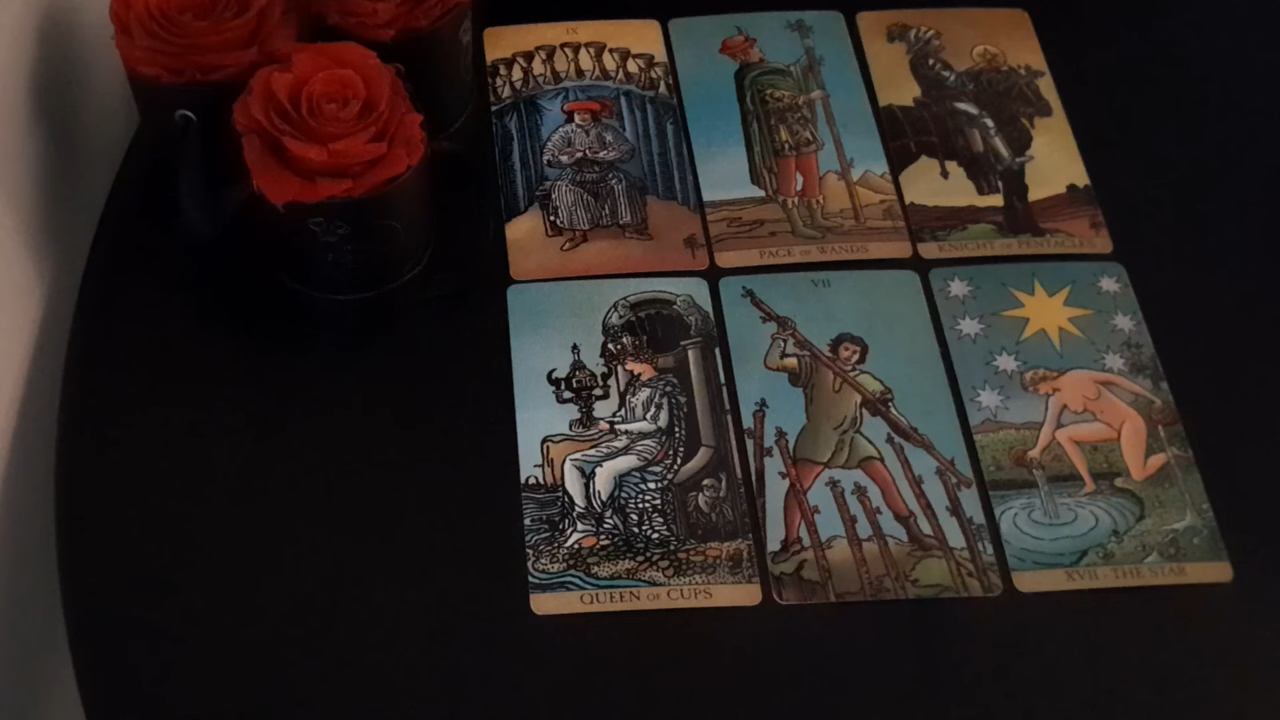 IX
PAGE OF WANDS
KNIGHT OF PENTACLES
VII
QUEEN OF CUPS
XVII · THE STAR